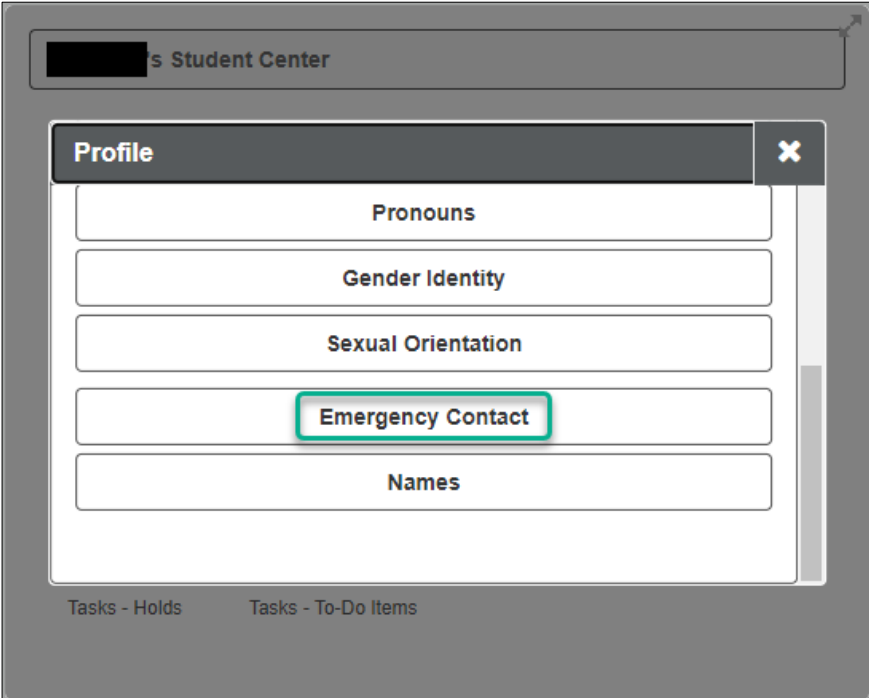 's Student Center
Profile
Pronouns
Gender Identity
Sexual Orientation
Emergency Contact
Names
Tasks - Holds Tasks - To-Do Items